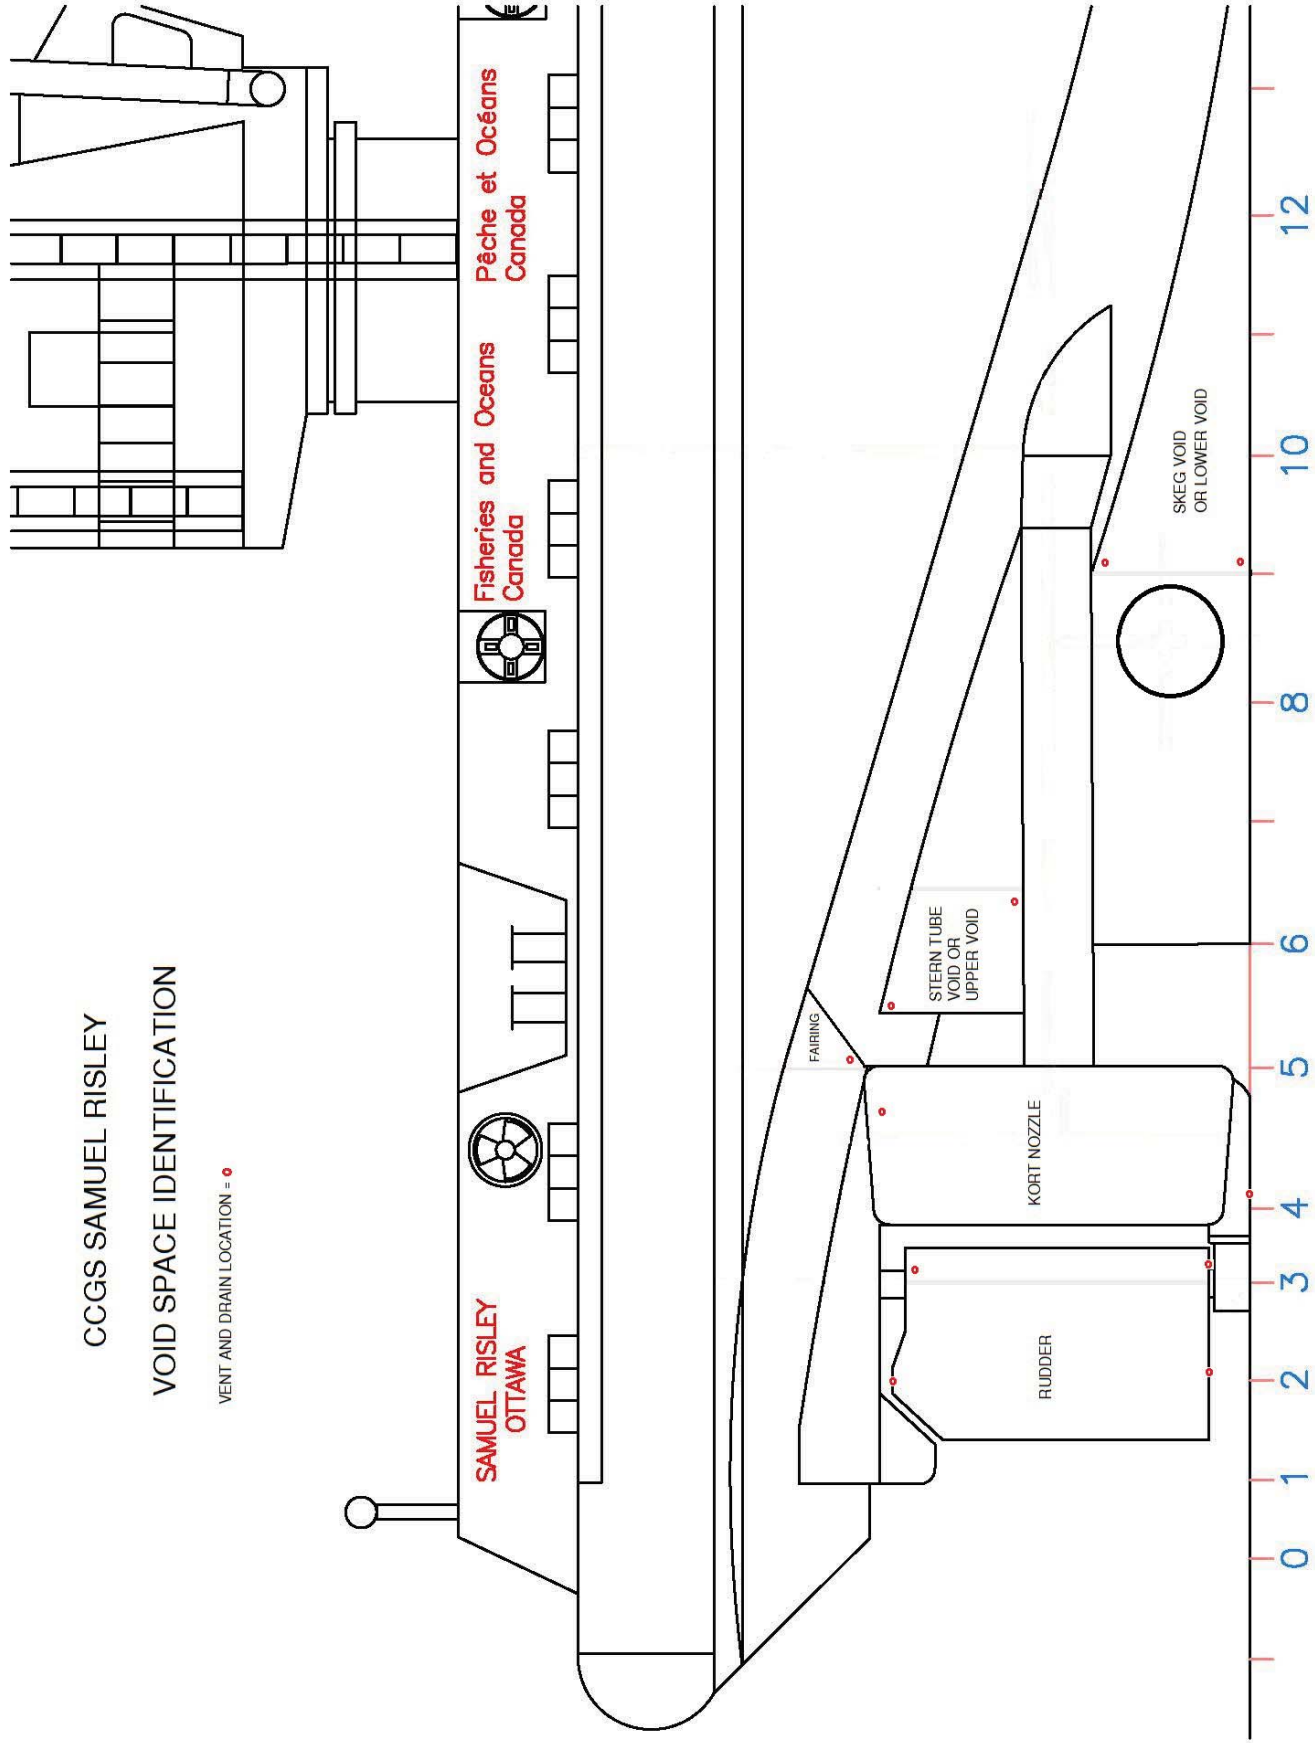 CCGS SAMUEL RISLEY
VOID SPACE IDENTIFICATION
VENT AND DRAIN LOCATION =
SAMUEL RISLEY
OTTAWA
Fisheries and Oceans
Canada
Pêche et Océans
Canada
FAIRING
STERN TUBE
VOID OR
UPPER VOID
SKEG VOID
OR LOWER VOID
KORT NOZZLE
RUDDER
0 1 2 3 4 5 6 8 10 12